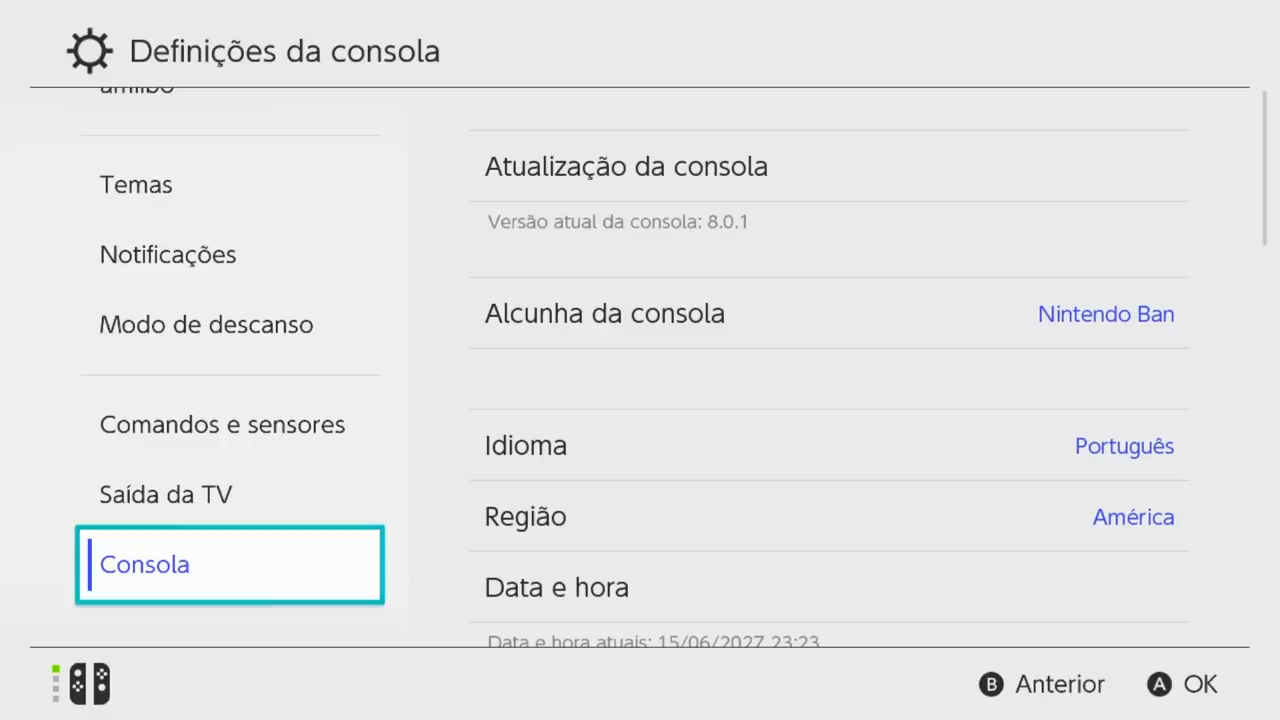 Definições da consola
amiibo
Temas
Notificações
Modo de descanso
Comandos e sensores
Saída da TV
Consola
Atualização da consola
Versão atual da consola: 8.0.1
Alcunha da consola
Nintendo Ban
Idioma
Português
Região
América
Data e hora
Data e hora atuais: 15/06/2027 23:23
B Anterior
A OK